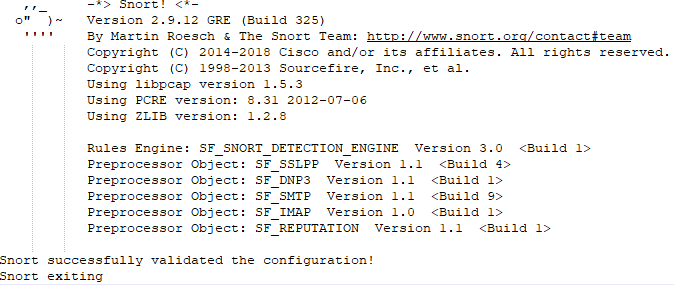 ,,_     -*> Snort! <*-
o"  )~   Version 2.9.12 GRE (Build 325)
''''    By Martin Roesch & The Snort Team: http://www.snort.org/contact#team
Copyright (C) 2014-2018 Cisco and/or its affiliates. All rights reserved.
Copyright (C) 1998-2013 Sourcefire, Inc., et al.
Using libpcap version 1.5.3
Using PCRE version: 8.31 2012-07-06
Using ZLIB version: 1.2.8
Rules Engine: SF_SNORT_DETECTION_ENGINE  Version 3.0  <Build 1>
Preprocessor Object: SF_SSLPP  Version 1.1  <Build 4>
Preprocessor Object: SF_DNP3  Version 1.1  <Build 1>
Preprocessor Object: SF_SMTP  Version 1.1  <Build 9>
Preprocessor Object: SF_IMAP  Version 1.0  <Build 1>
Preprocessor Object: SF_REPUTATION  Version 1.1  <Build 1>
Snort successfully validated the configuration!
Snort exiting